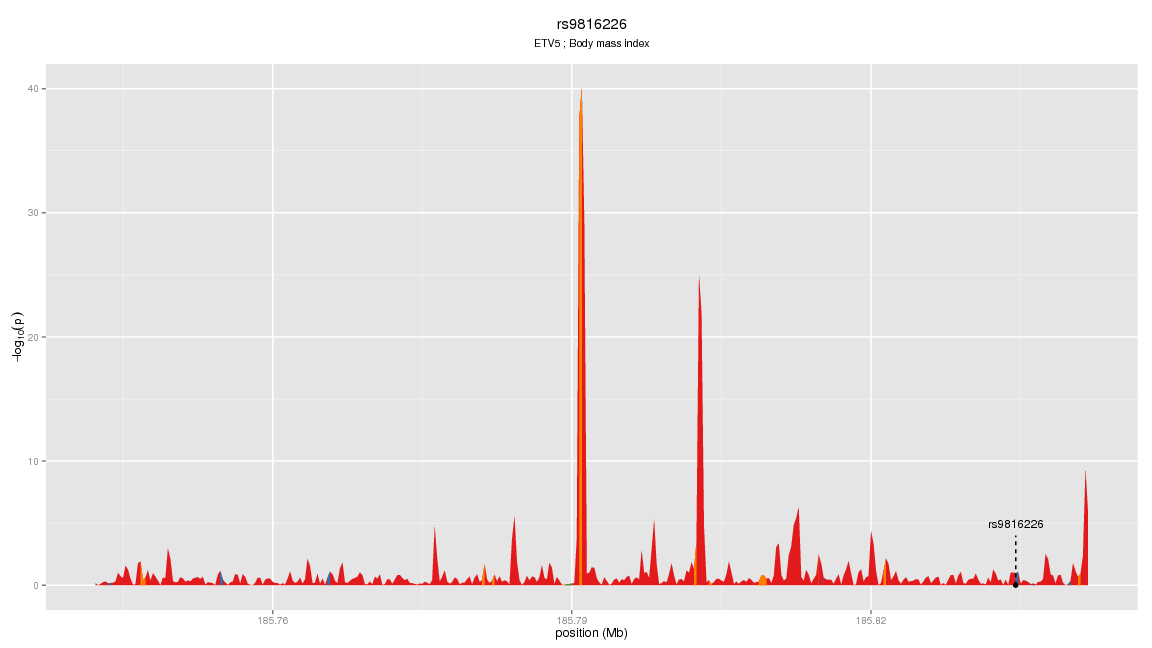 rs9816226
ETV5 ; Body mass index
40
30
20
10
0
−log10(p)
rs9816226
185.76
185.79
185.82
position (Mb)